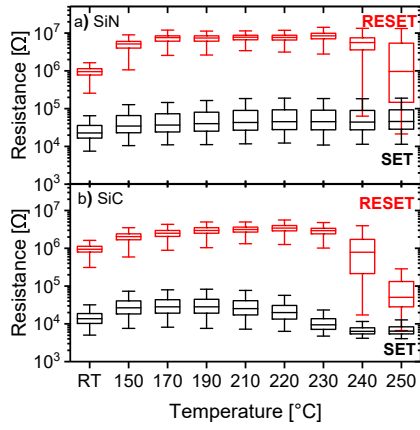 a) SiN
RESET
10⁷
10⁶
10⁵
10⁴
10³
Resistance [Ω]
SET
b) SiC
RESET
10⁷
10⁶
10⁵
10⁴
10³
Resistance [Ω]
SET
RT 150 170 190 210 220 230 240 250
Temperature [°C]